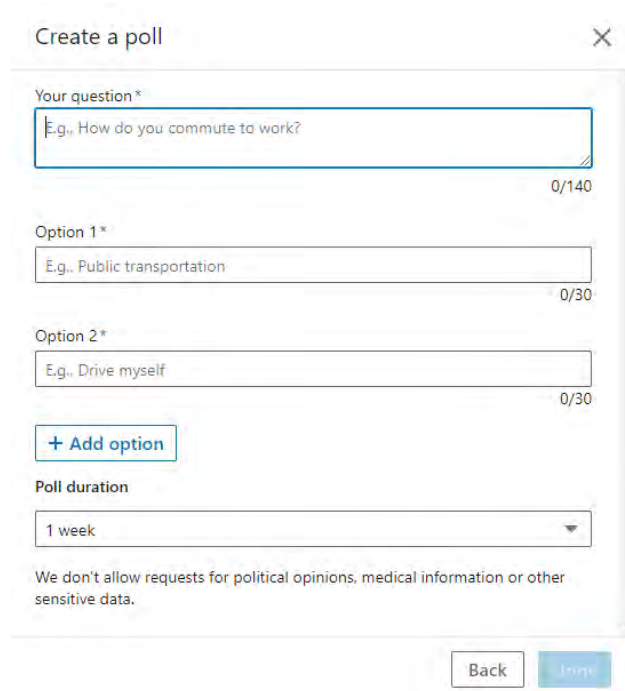 Create a poll
Your question*
E.g., How do you commute to work?
0/140
Option 1*
E.g., Public transportation
0/30
Option 2*
E.g., Drive myself
0/30
+ Add option
Poll duration
1 week
We don't allow requests for political opinions, medical information or other
sensitive data.
Back